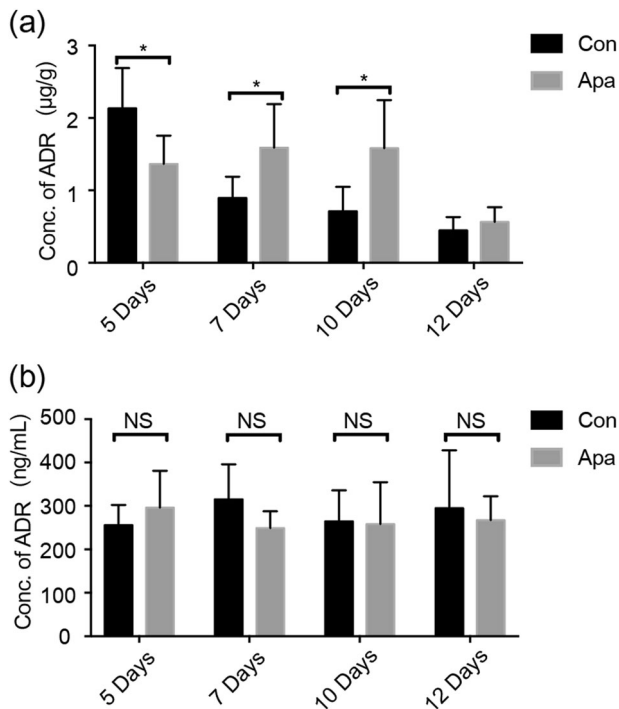 (a)
Conc. of ADR (μg/g)
3
2
1
0
*
*
*
Con
Apa
5 Days
7 Days
10 Days
12 Days
(b)
Conc. of ADR (ng/mL)
500
400
300
200
100
0
NS
NS
NS
NS
Con
Apa
5 Days
7 Days
10 Days
12 Days